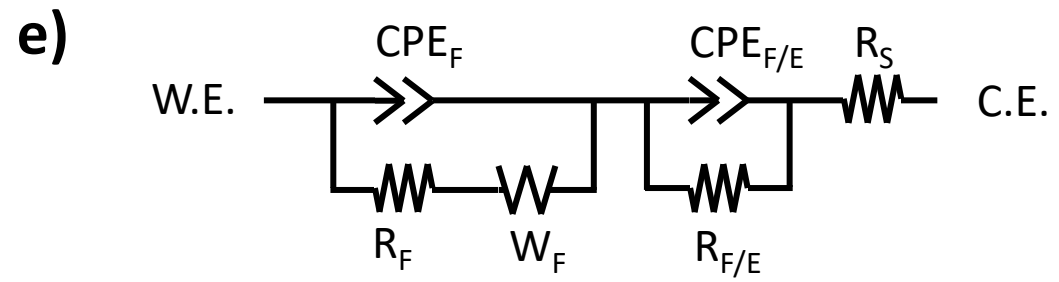 e)
CPE_F CPE_F/E R_S
W.E. C.E.
R_F W_F R_F/E